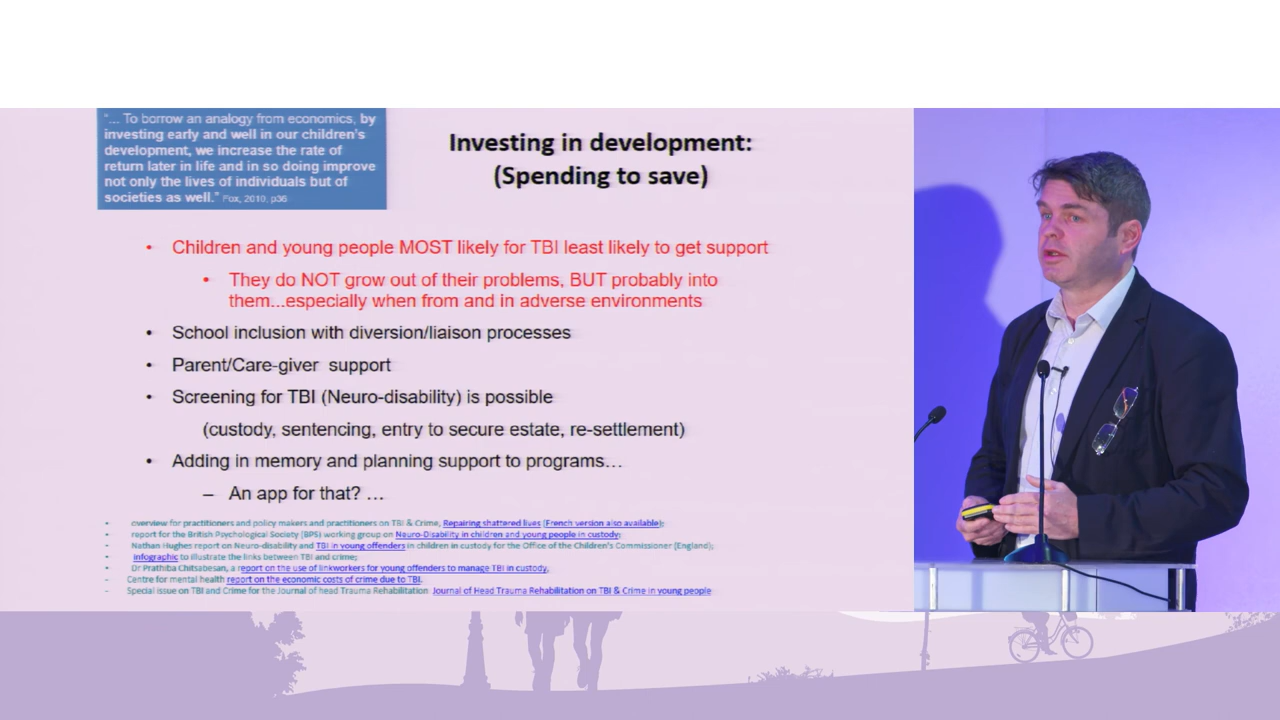 "... To borrow an analogy from economics, by
investing early and well in our children's
development, we increase the rate of
return later in life and in so doing improve
not only the lives of individuals but of
societies as well." Fox, 2010, p36
Investing in development:
(Spending to save)
• Children and young people MOST likely for TBI least likely to get support
• They do NOT grow out of their problems, BUT probably into
them...especially when from and in adverse environments
• School inclusion with diversion/liaison processes
• Parent/Care-giver support
• Screening for TBI (Neuro-disability) is possible
(custody, sentencing, entry to secure estate, re-settlement)
• Adding in memory and planning support to programs…
– An app for that? …
• overview for practitioners and policy makers and practitioners on TBI & Crime, Repairing shattered lives (French version also available);
• report for the British Psychological Society (BPS) working group on Neuro-Disability in children and young people in custody;
• Nathan Hughes report on Neuro-disability and TBI in young offenders in children in custody for the Office of the Children's Commissioner (England);
• infographic to illustrate the links between TBI and crime;
• Dr Prathiba Chitsabesan, a report on the use of linkworkers for young offenders to manage TBI in custody,
- Centre for mental health report on the economic costs of crime due to TBI.
- Special issue on TBI and Crime for the Journal of head Trauma Rehabilitation Journal of Head Trauma Rehabilitation on TBI & Crime in young people